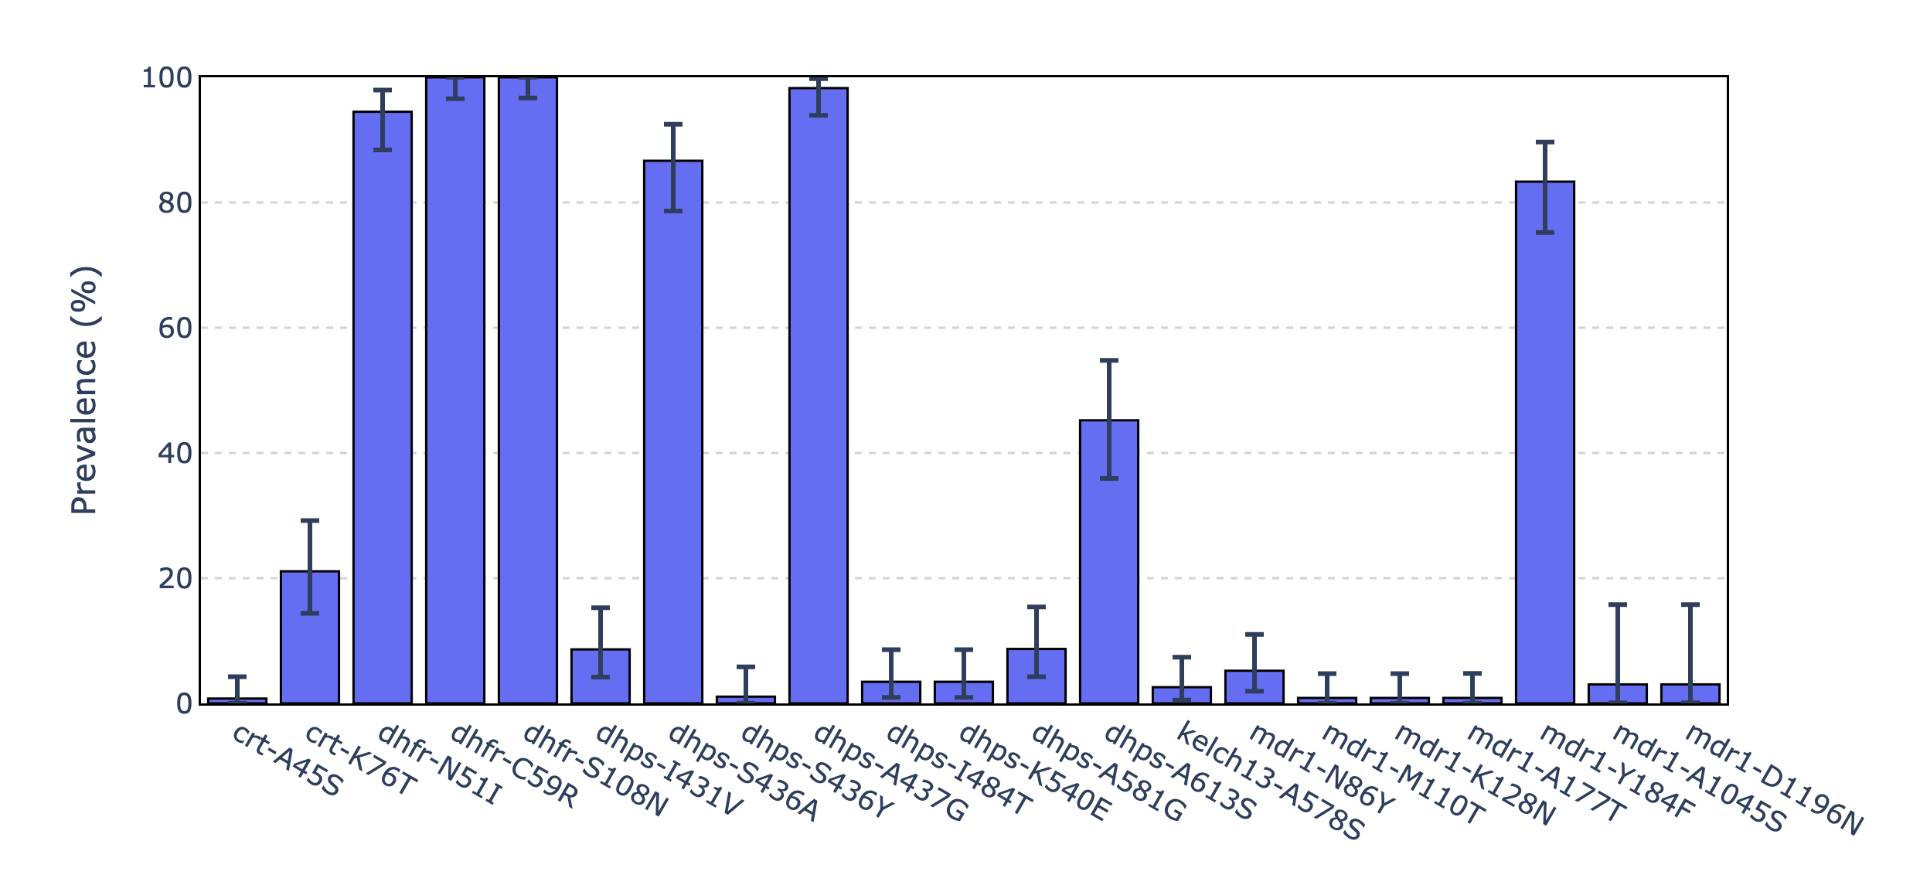 Prevalence (%)
100
80
60
40
20
0
crt-A45S
crt-K76T
dhfr-N51I
dhfr-C59R
dhfr-S108N
dhps-I431V
dhps-S436A
dhps-S436Y
dhps-A437G
dhps-I484T
dhps-K540E
dhps-A581G
dhps-A613S
kelch13-A578S
mdr1-N86Y
mdr1-M110T
mdr1-K128N
mdr1-A177T
mdr1-Y184F
mdr1-A1045S
mdr1-D1196N